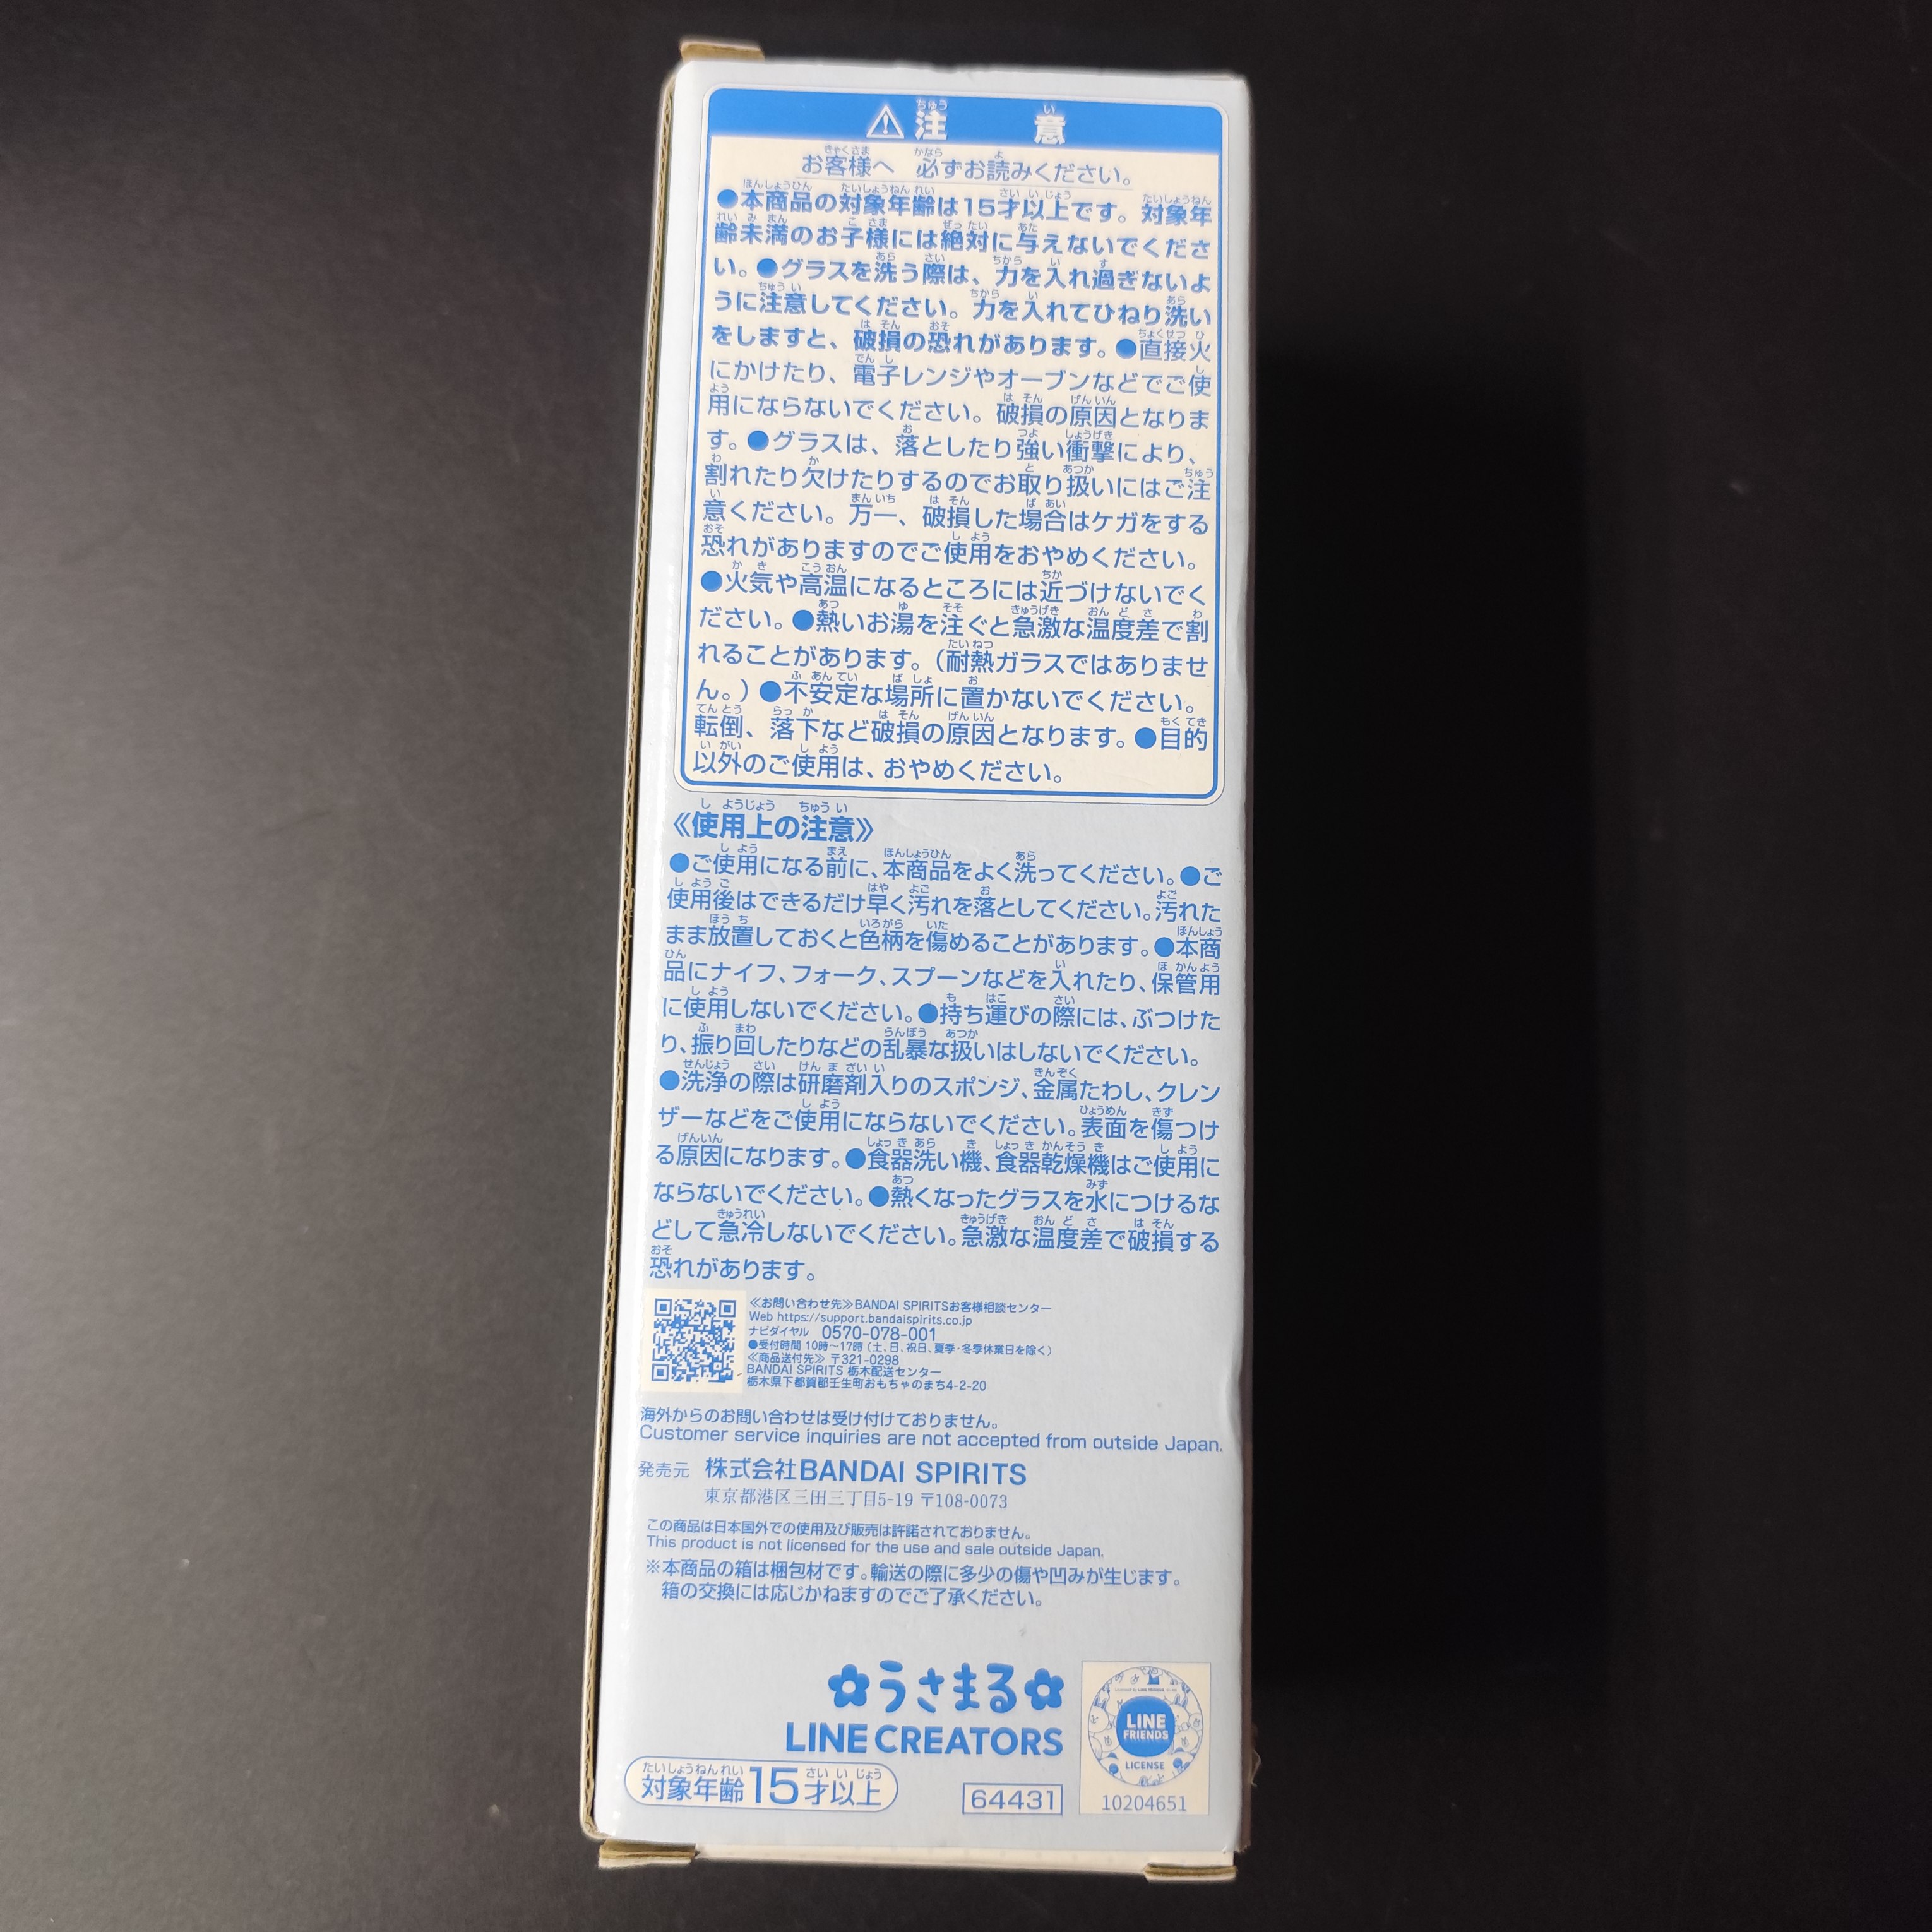 ⚠注意
お客様へ 必ずお読みください。
●本商品の対象年齢は15才以上です。対象年
齢未満のお子様には絶対に与えないでくださ
い。●グラスを洗う際は、力を入れ過ぎないよ
うに注意してください。力を入れてひねり洗い
をしますと、破損の恐れがあります。●直接火
にかけたり、電子レンジやオーブンなどでご使
用にならないでください。破損の原因となりま
す。●グラスは、落としたり強い衝撃により、
割れたり欠けたりするのでお取り扱いにはご注
意ください。万一、破損した場合はケガをする
恐れがありますのでご使用をおやめください。
●火気や高温になるところには近づけないでく
ださい。●熱いお湯を注ぐと急激な温度差で割
れることがあります。(耐熱ガラスではありませ
ん。)●不安定な場所に置かないでください。
転倒、落下など破損の原因となります。●目的
以外のご使用は、おやめください。
《使用上の注意》
●ご使用になる前に、本商品をよく洗ってください。●ご
使用後はできるだけ早く汚れを落としてください。汚れた
まま放置しておくと色柄を傷めることがあります。●本商
品にナイフ、フォーク、スプーンなどを入れたり、保管用
に使用しないでください。●持ち運びの際には、ぶつけた
り、振り回したりなどの乱暴な扱いはしないでください。
●洗浄の際は研磨剤入りのスポンジ、金属たわし、クレン
ザーなどをご使用にならないでください。表面を傷つけ
る原因になります。●食器洗い機、食器乾燥機はご使用に
ならないでください。●熱くなったグラスを水につけるな
どして急冷しないでください。急激な温度差で破損する
恐れがあります。
≪お問い合わせ先≫BANDAI SPIRITSお客様相談センター
Web https://support.bandaispirits.co.jp
ナビダイヤル 0570-078-001
●受付時間 10時～17時 (土、日、祝日、夏季・冬季休業日を除く)
≪商品送付先≫ 〒321-0298
BANDAI SPIRITS 栃木配送センター
栃木県下都賀郡壬生町おもちゃのまち4-2-20
海外からのお問い合わせは受け付けておりません。
Customer service inquiries are not accepted from outside Japan.
発売元 株式会社BANDAI SPIRITS
東京都港区三田三丁目5-19 〒108-0073
この商品は日本国外での使用及び販売は許諾されておりません。
This product is not licensed for the use and sale outside Japan.
※本商品の箱は梱包材です。輸送の際に多少の傷や凹みが生じます。
箱の交換には応じかねますのでご了承ください。
うさまる
LINE CREATORS
対象年齢15才以上
64431
LINE
FRIENDS
LICENSE
10204651